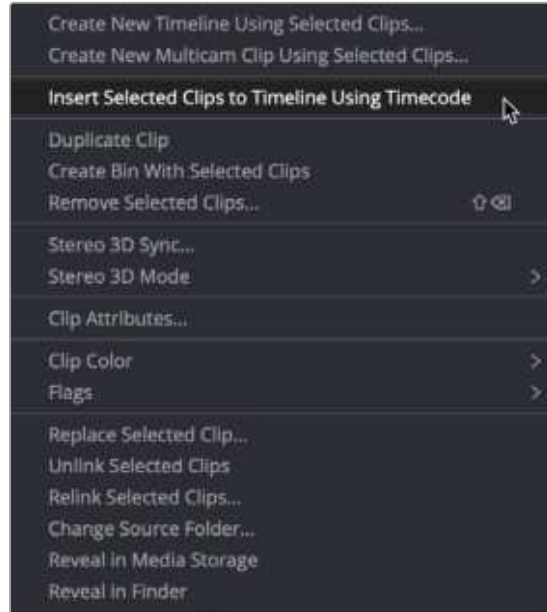 Create New Timeline Using Selected Clips...
Create New Multicam Clip Using Selected Clips...
Insert Selected Clips to Timeline Using Timecode
Duplicate Clip
Create Bin With Selected Clips
Remove Selected Clips... ⇧⌫
Stereo 3D Sync...
Stereo 3D Mode >
Clip Attributes...
Clip Color >
Flags >
Replace Selected Clip...
Unlink Selected Clips
Relink Selected Clips...
Change Source Folder...
Reveal in Media Storage
Reveal in Finder